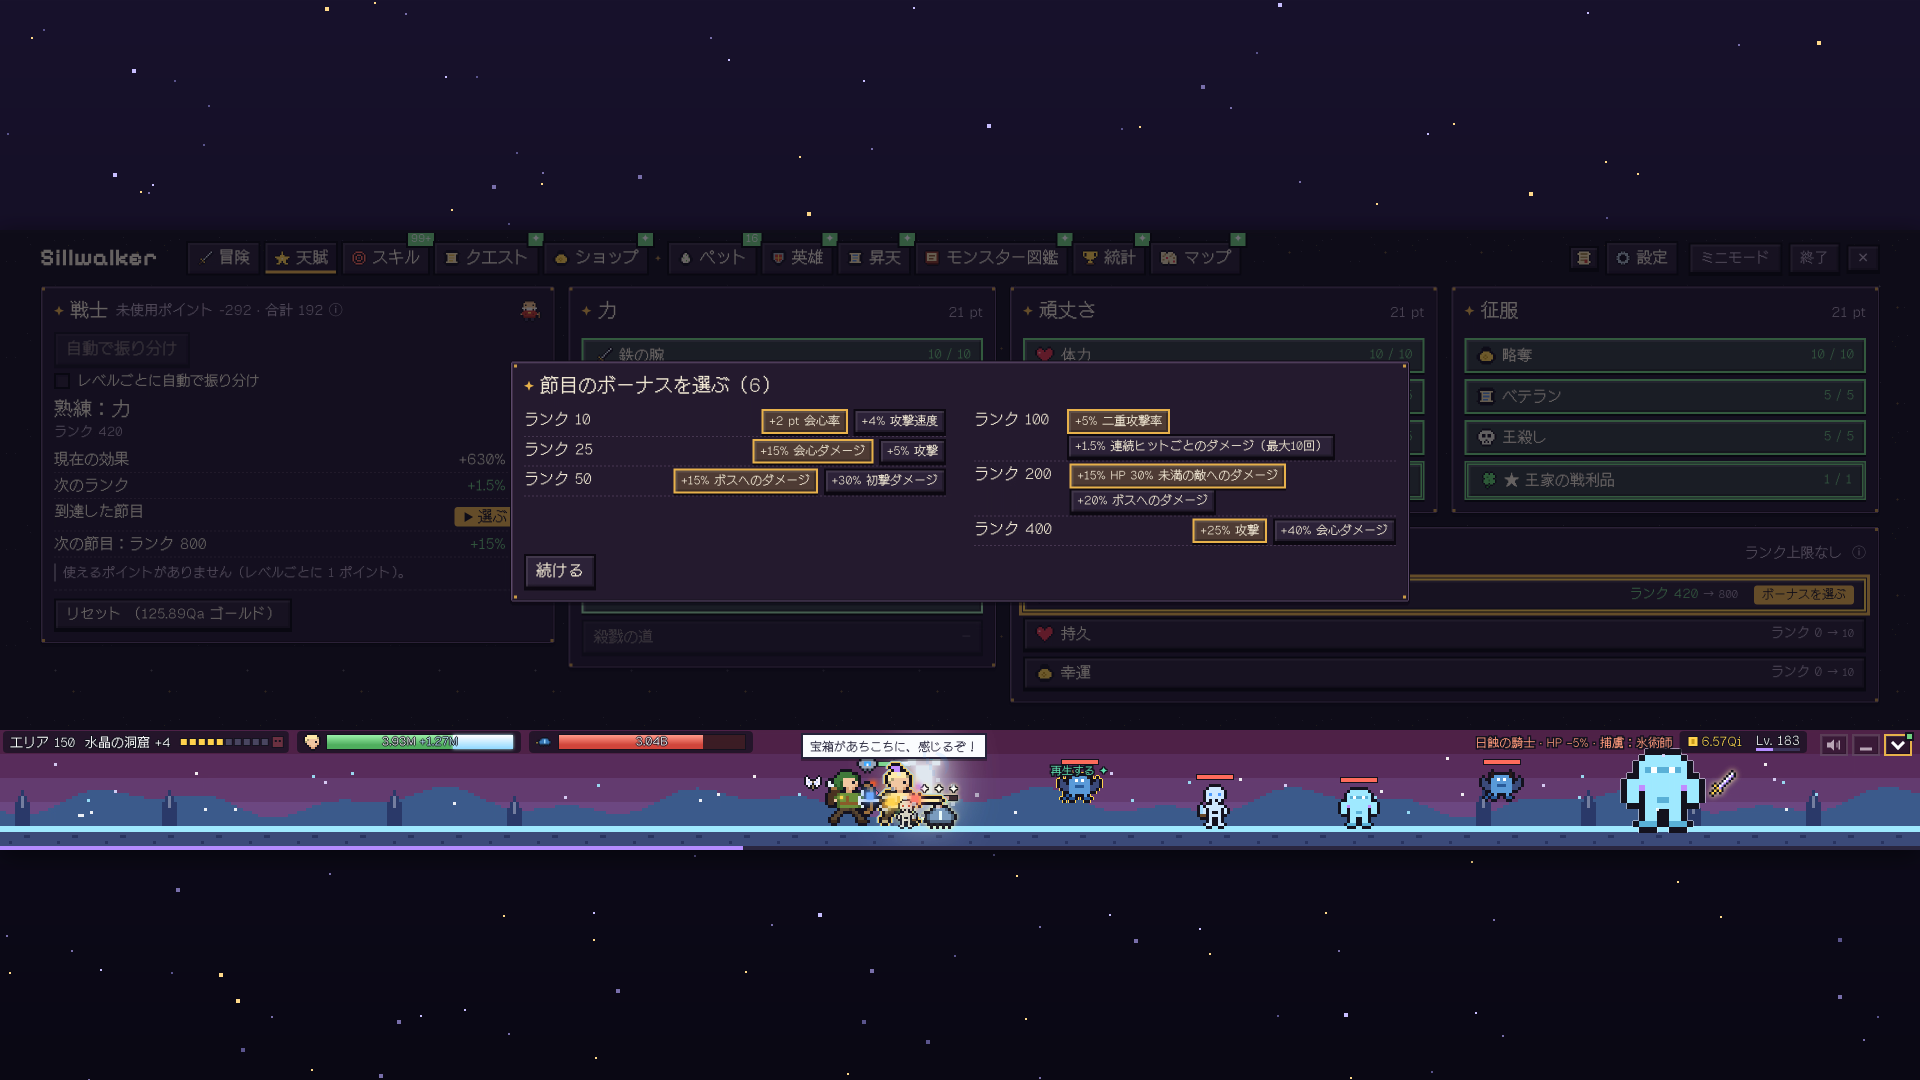 Sillwalker 冒険 天賦 スキル 99+ クエスト ショップ ペット 16 英雄 昇天 モンスター図鑑 統計 マップ 設定 ミニモード 終了 ×
戦士 未使用ポイント -292 · 合計 192
自動で振り分け
レベルごとに自動で振り分け
熟練：力
ランク 420
現在の効果 +630%
次のランク +1.5%
到達した節目 ▶ 選ぶ
次の節目：ランク 800 +15%
使えるポイントがありません（レベルごとに 1 ポイント）。
リセット （125.89Qa ゴールド）
力 21 pt
鉄の腕 10 / 10
殺戮の道 —
頑丈さ 21 pt
体力 10 / 10
征服 21 pt
略奪 10 / 10
ベテラン 5 / 5
王殺し 5 / 5
★ 王家の戦利品 1 / 1
節目のボーナスを選ぶ（6）
ランク 10 +2 pt 会心率 +4% 攻撃速度
ランク 25 +15% 会心ダメージ +5% 攻撃
ランク 50 +15% ボスへのダメージ +30% 初撃ダメージ
ランク 100 +5% 二重攻撃率
+1.5% 連続ヒットごとのダメージ（最大10回）
ランク 200 +15% HP 30% 未満の敵へのダメージ
+20% ボスへのダメージ
ランク 400 +25% 攻撃 +40% 会心ダメージ
続ける
ランク上限なし
ランク 420 → 800 ボーナスを選ぶ
持久 ランク 0 → 10
幸運 ランク 0 → 10
エリア 150 水晶の洞窟 +4 3.93M +1.27M 3.04B
宝箱があちこちに、感じるぞ！
日蝕の騎士 · HP -5% · 捕虜：氷術師 6.57Qi Lv. 183
再生する